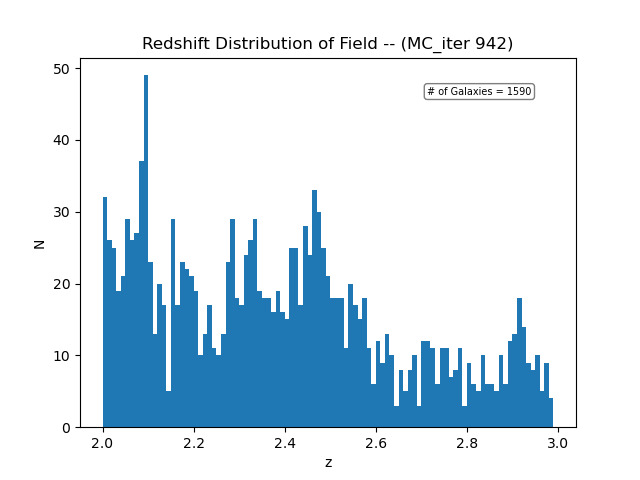 Redshift Distribution of Field -- (MC_iter 942)
# of Galaxies = 1590
N
50
40
30
20
10
0
2.0 2.2 2.4 2.6 2.8 3.0
z